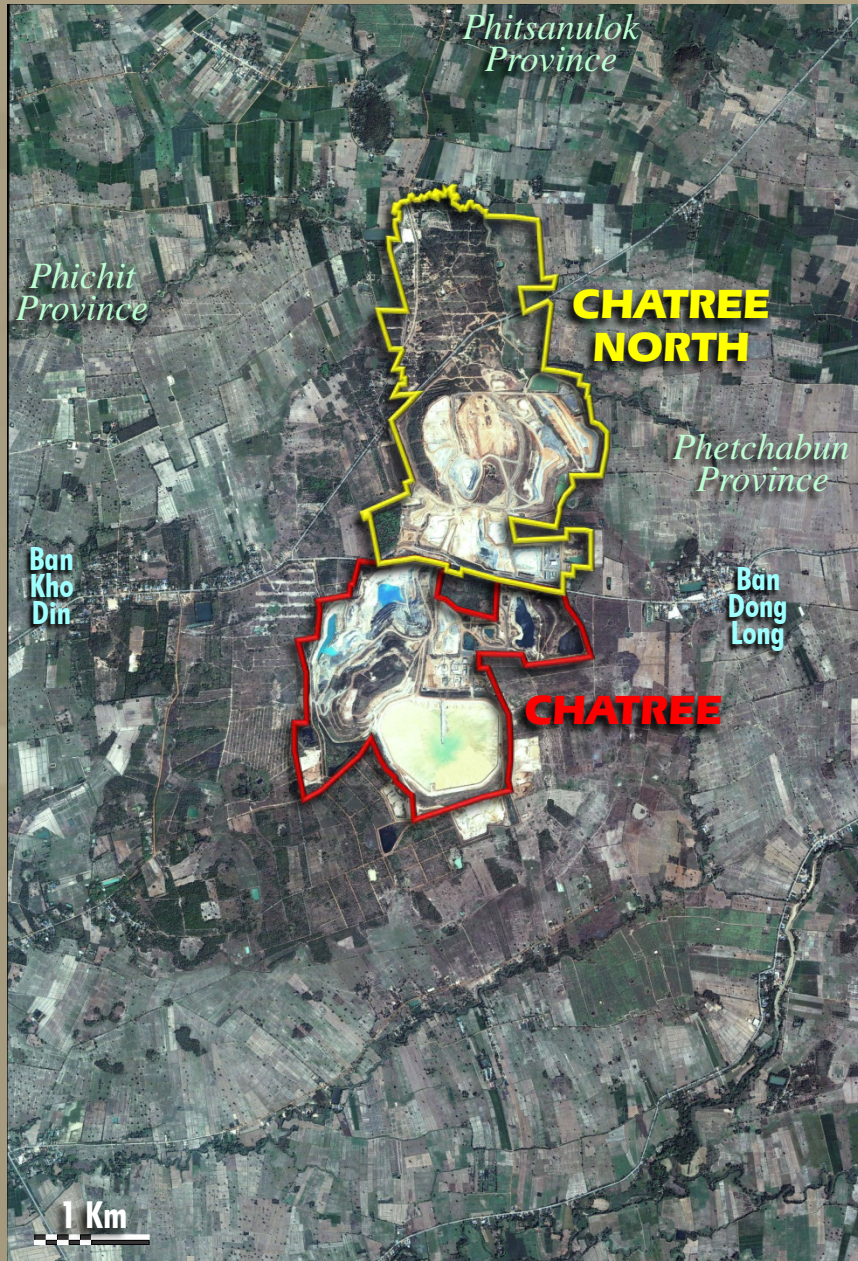 Phitsanulok
Province
Phichit
Province
CHATREE
NORTH
Phetchabun
Province
Ban
Kho
Din
Ban
Dong
Long
CHATREE
1 Km